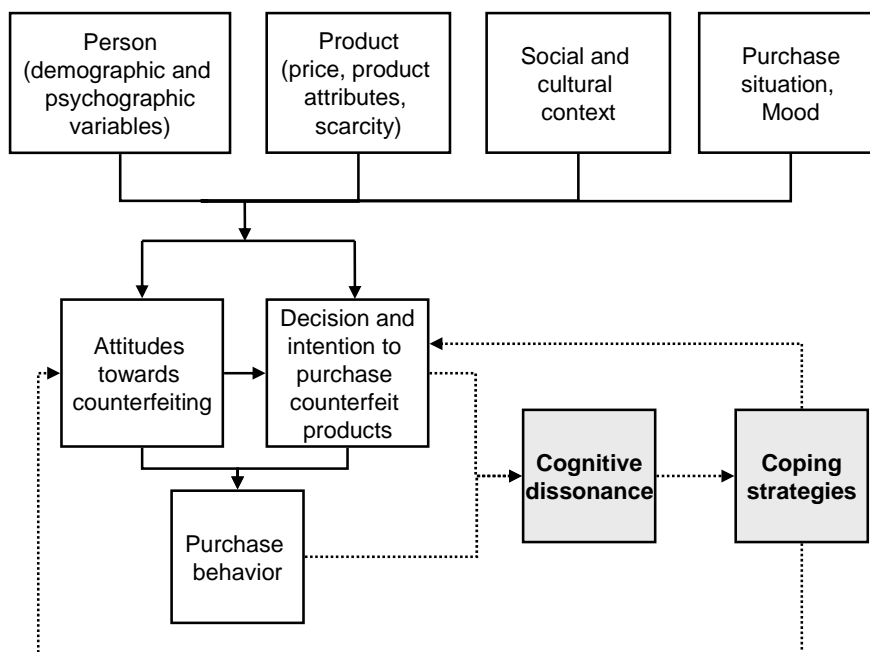 Person
(demographic and
psychographic
variables)
Product
(price, product
attributes,
scarcity)
Social and
cultural
context
Purchase
situation,
Mood
Attitudes
towards
counterfeiting
Decision and
intention to
purchase
counterfeit
products
Cognitive
dissonance
Coping
strategies
Purchase
behavior